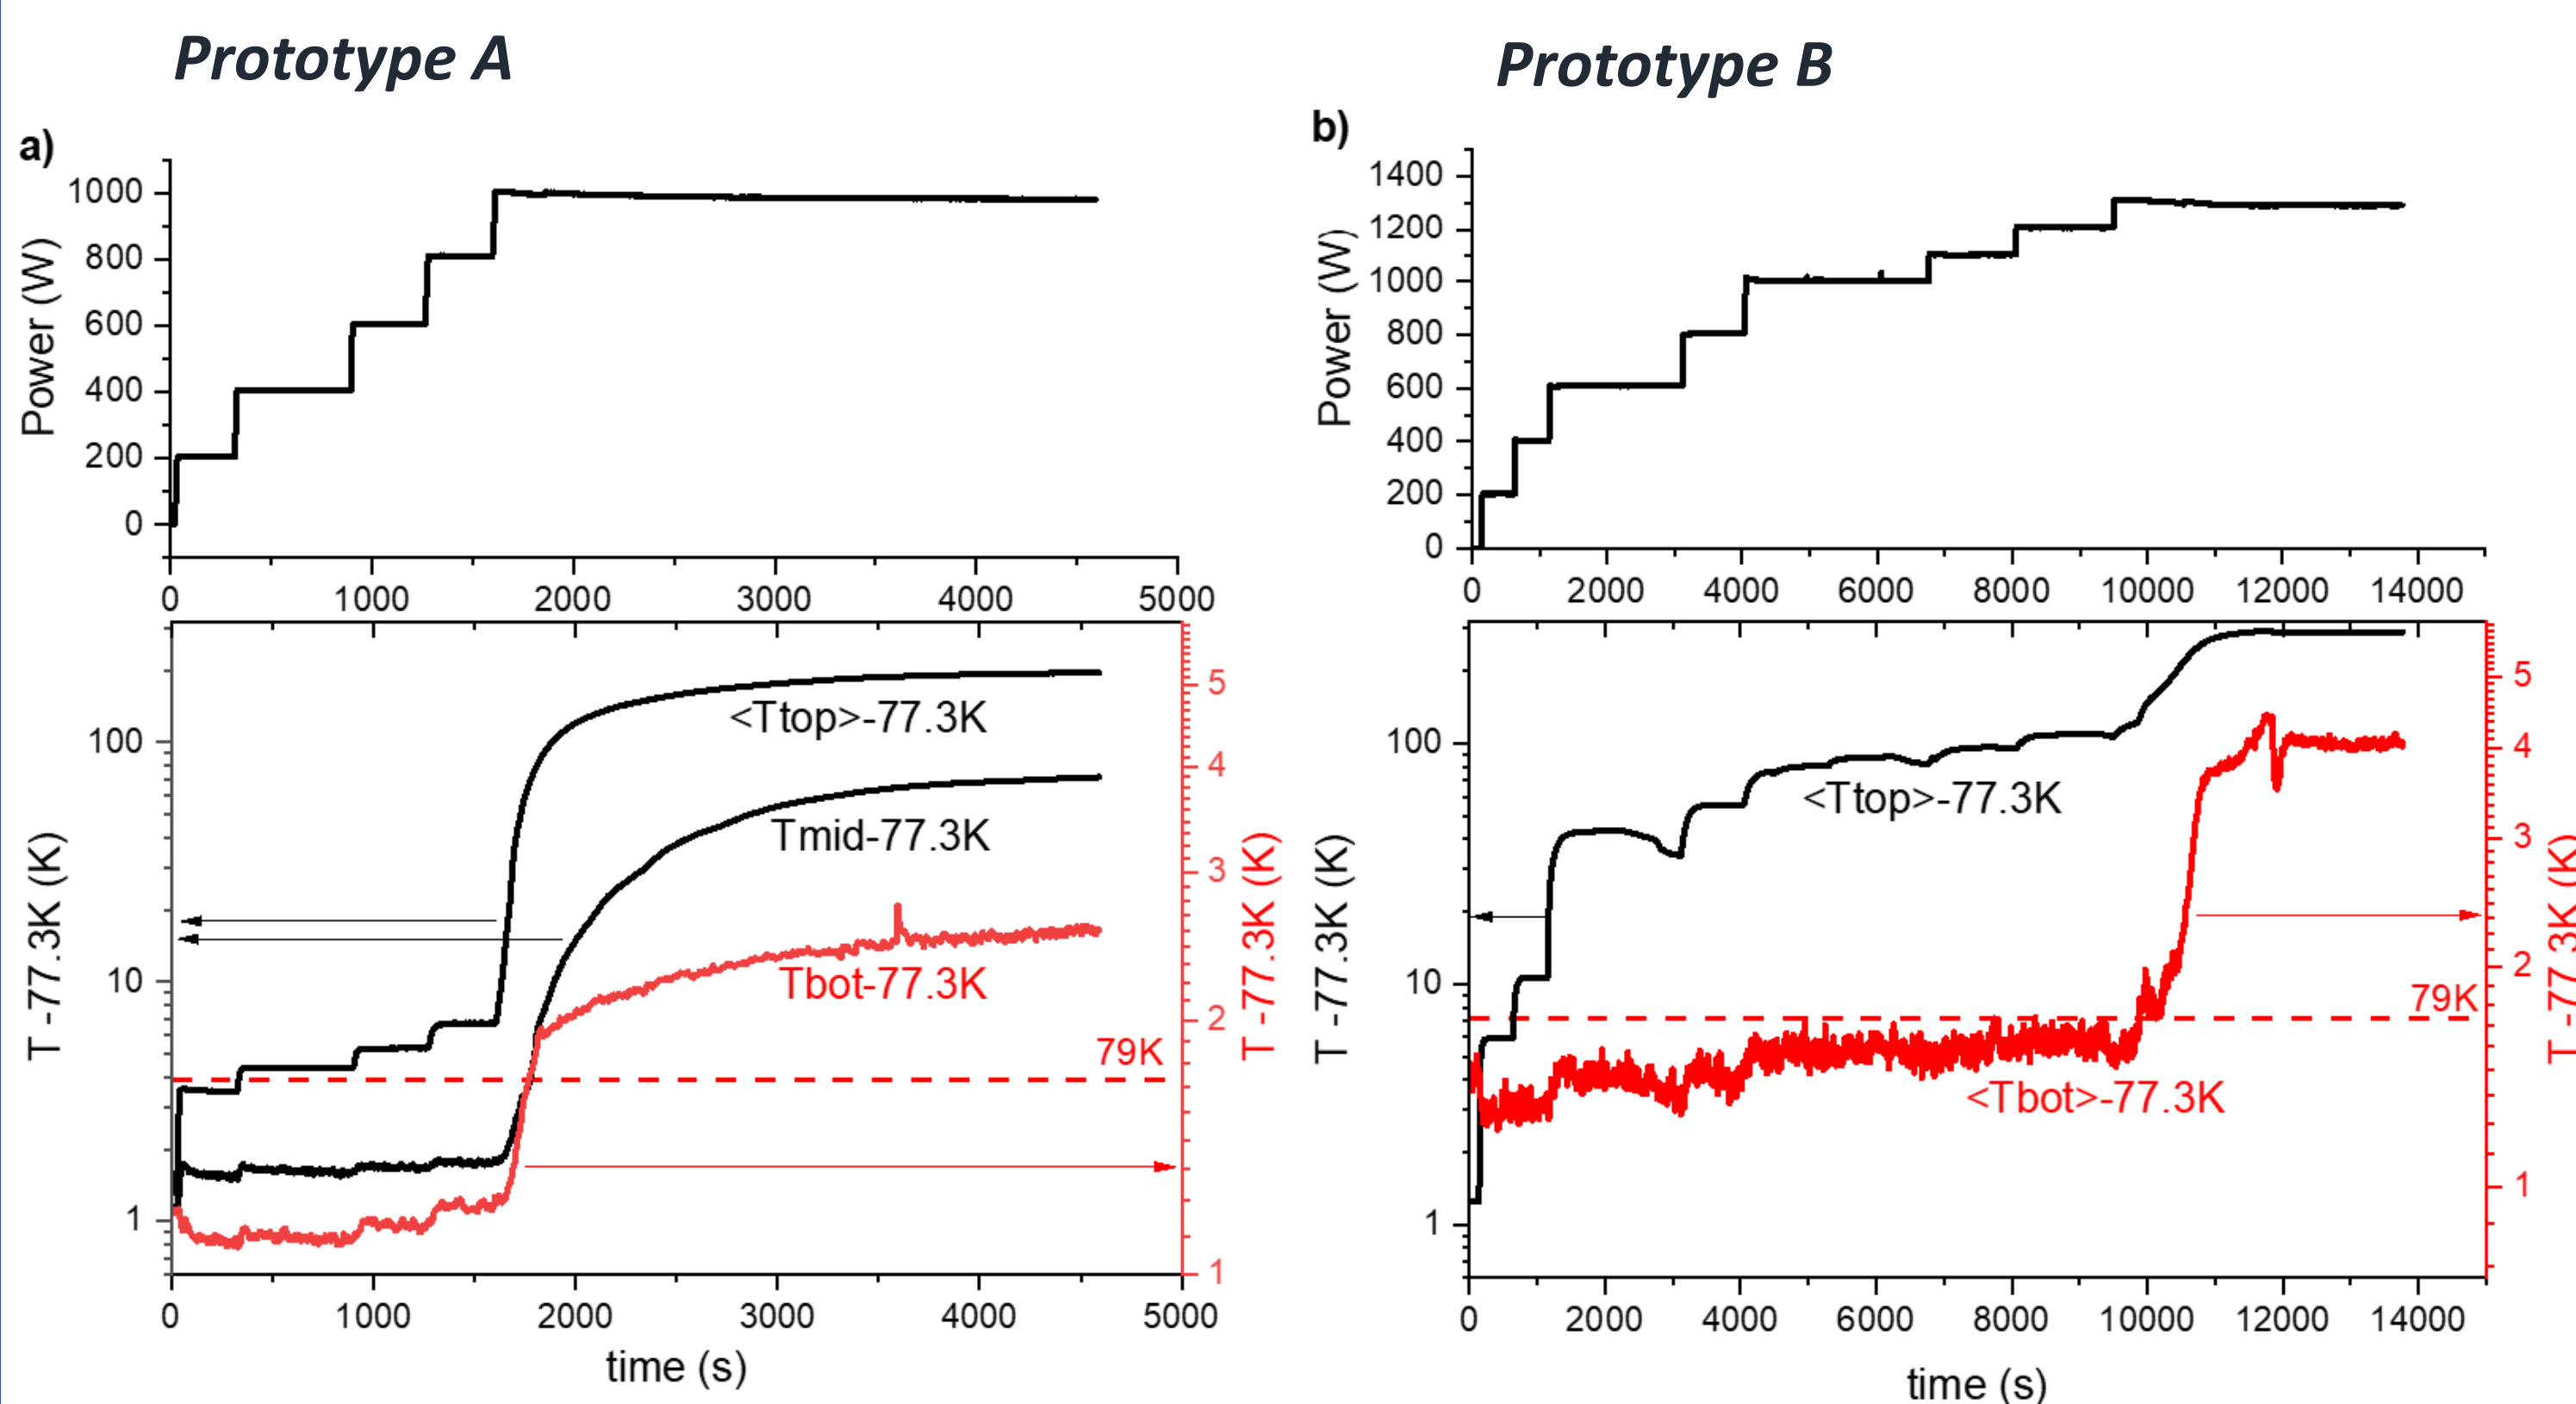 Prototype A
a)
Power (W)
1000
800
600
400
200
0
0 1000 2000 3000 4000 5000
T -77.3K (K)
100
10
1
<Ttop>-77.3K
Tmid-77.3K
Tbot-77.3K
79K
5
4
3
2
1
T -77.3K (K)
0 1000 2000 3000 4000 5000
time (s)
Prototype B
b)
Power (W)
1400
1200
1000
800
600
400
200
0
0 2000 4000 6000 8000 10000 12000 14000
T -77.3K (K)
100
10
1
<Ttop>-77.3K
79K
<Tbot>-77.3K
5
4
3
2
1
T -77.3K (K)
0 2000 4000 6000 8000 10000 12000 14000
time (s)